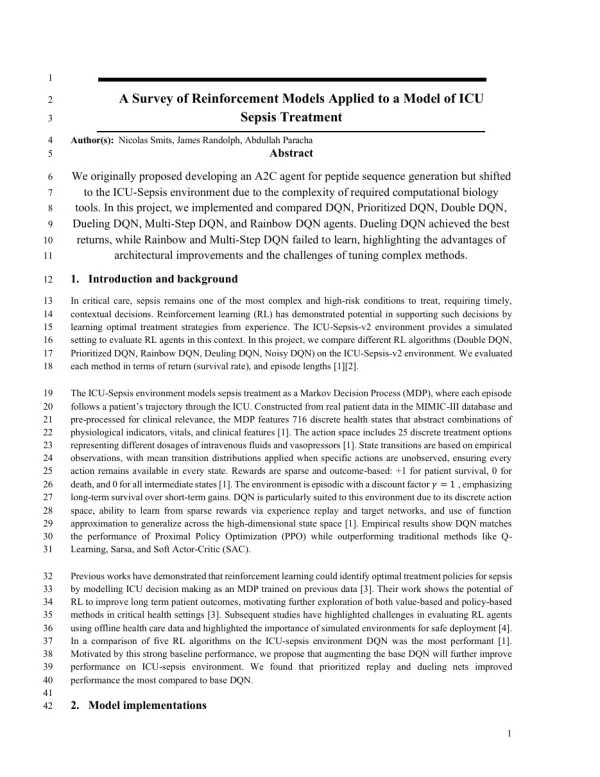 1
2 A Survey of Reinforcement Models Applied to a Model of ICU
3 Sepsis Treatment
4 Author(s): Nicolas Smits, James Randolph, Abdullah Paracha
5 Abstract
6 We originally proposed developing an A2C agent for peptide sequence generation but shifted
7 to the ICU-Sepsis environment due to the complexity of required computational biology
8 tools. In this project, we implemented and compared DQN, Prioritized DQN, Double DQN,
9 Dueling DQN, Multi-Step DQN, and Rainbow DQN agents. Dueling DQN achieved the best
10 returns, while Rainbow and Multi-Step DQN failed to learn, highlighting the advantages of
11 architectural improvements and the challenges of tuning complex methods.
12 1. Introduction and background
13 In critical care, sepsis remains one of the most complex and high-risk conditions to treat, requiring timely,
14 contextual decisions. Reinforcement learning (RL) has demonstrated potential in supporting such decisions by
15 learning optimal treatment strategies from experience. The ICU-Sepsis-v2 environment provides a simulated
16 setting to evaluate RL agents in this context. In this project, we compare different RL algorithms (Double DQN,
17 Prioritized DQN, Rainbow DQN, Deuling DQN, Noisy DQN) on the ICU-Sepsis-v2 environment. We evaluated
18 each method in terms of return (survival rate), and episode lengths [1][2].
19 The ICU-Sepsis environment models sepsis treatment as a Markov Decision Process (MDP), where each episode
20 follows a patient's trajectory through the ICU. Constructed from real patient data in the MIMIC-III database and
21 pre-processed for clinical relevance, the MDP features 716 discrete health states that abstract combinations of
22 physiological indicators, vitals, and clinical features [1]. The action space includes 25 discrete treatment options
23 representing different dosages of intravenous fluids and vasopressors [1]. State transitions are based on empirical
24 observations, with mean transition distributions applied when specific actions are unobserved, ensuring every
25 action remains available in every state. Rewards are sparse and outcome-based: +1 for patient survival, 0 for
26 death, and 0 for all intermediate states [1]. The environment is episodic with a discount factor γ = 1 , emphasizing
27 long-term survival over short-term gains. DQN is particularly suited to this environment due to its discrete action
28 space, ability to learn from sparse rewards via experience replay and target networks, and use of function
29 approximation to generalize across the high-dimensional state space [1]. Empirical results show DQN matches
30 the performance of Proximal Policy Optimization (PPO) while outperforming traditional methods like Q-
31 Learning, Sarsa, and Soft Actor-Critic (SAC).
32 Previous works have demonstrated that reinforcement learning could identify optimal treatment policies for sepsis
33 by modelling ICU decision making as an MDP trained on previous data [3]. Their work shows the potential of
34 RL to improve long term patient outcomes, motivating further exploration of both value-based and policy-based
35 methods in critical health settings [3]. Subsequent studies have highlighted challenges in evaluating RL agents
36 using offline health care data and highlighted the importance of simulated environments for safe deployment [4].
37 In a comparison of five RL algorithms on the ICU-sepsis environment DQN was the most performant [1].
38 Motivated by this strong baseline performance, we propose that augmenting the base DQN will further improve
39 performance on ICU-sepsis environment. We found that prioritized replay and dueling nets improved
40 performance the most compared to base DQN.
41
42 2. Model implementations
1